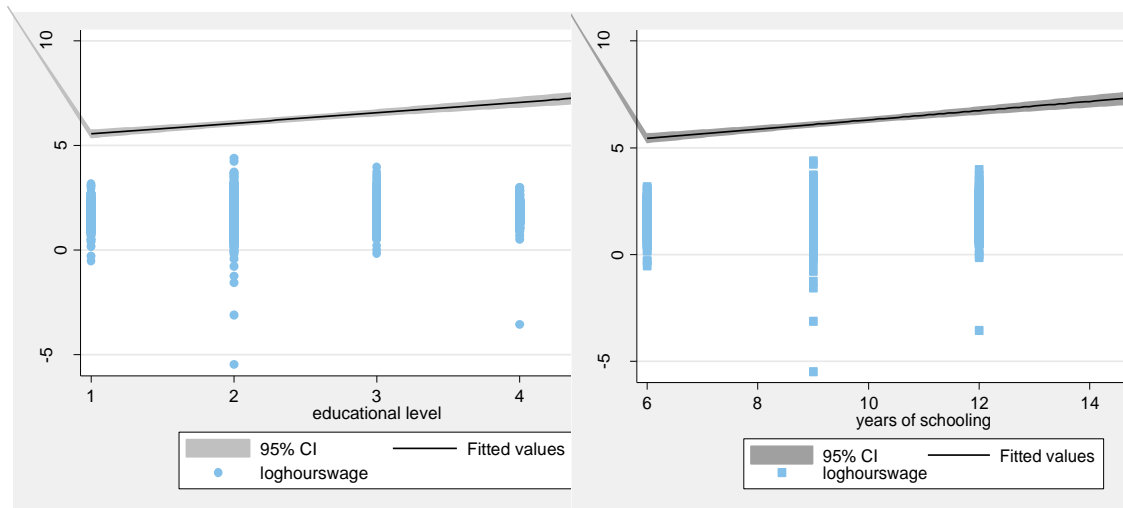 10
5
0
-5
1 2 3 4
educational level
95% CI Fitted values
loghourswage
10
5
0
-5
6 8 10 12 14
years of schooling
95% CI Fitted values
loghourswage